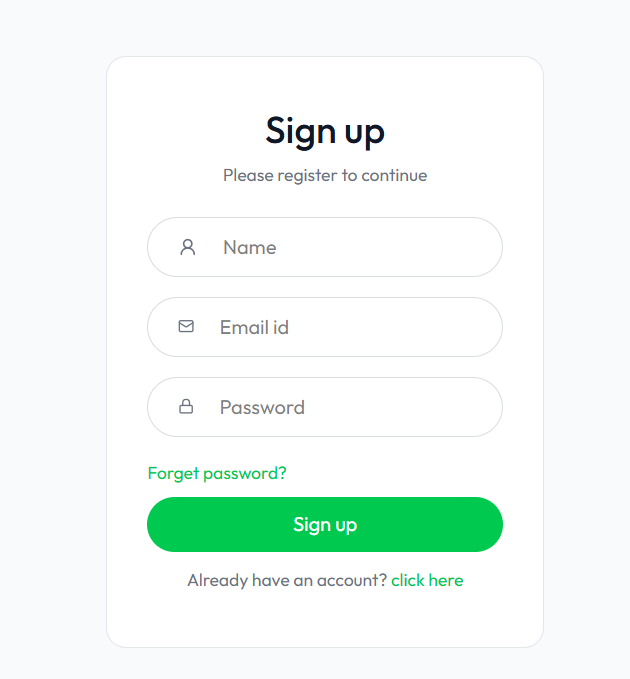 Sign up
Please register to continue
Name
Email id
Password
Forget password?
Sign up
Already have an account? click here